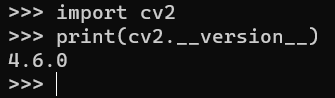 >>> import cv2
>>> print(cv2.__version__)
4.6.0
>>>